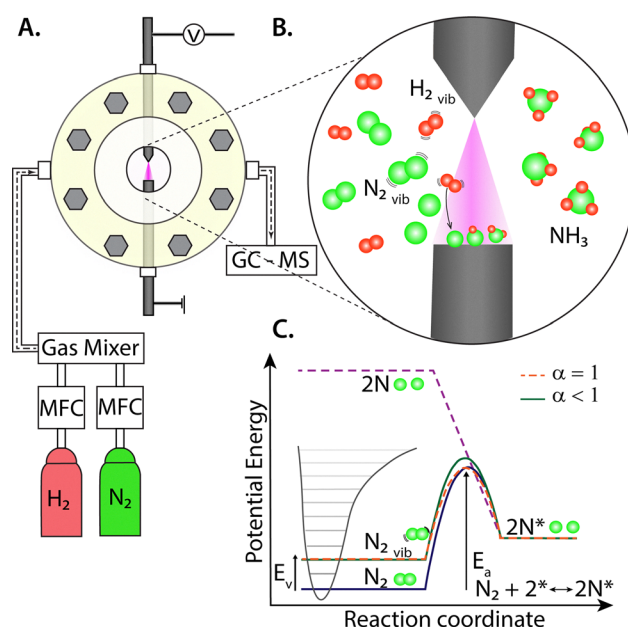 A.
V
GC - MS
Gas Mixer
MFC
MFC
H₂
N₂
B.
H₂ vib
N₂ vib
NH₃
C.
α = 1
α < 1
2N
2N*
N₂ vib
N₂
Eᵥ
Eₐ
N₂ + 2* ↔ 2N*
Potential Energy
Reaction coordinate